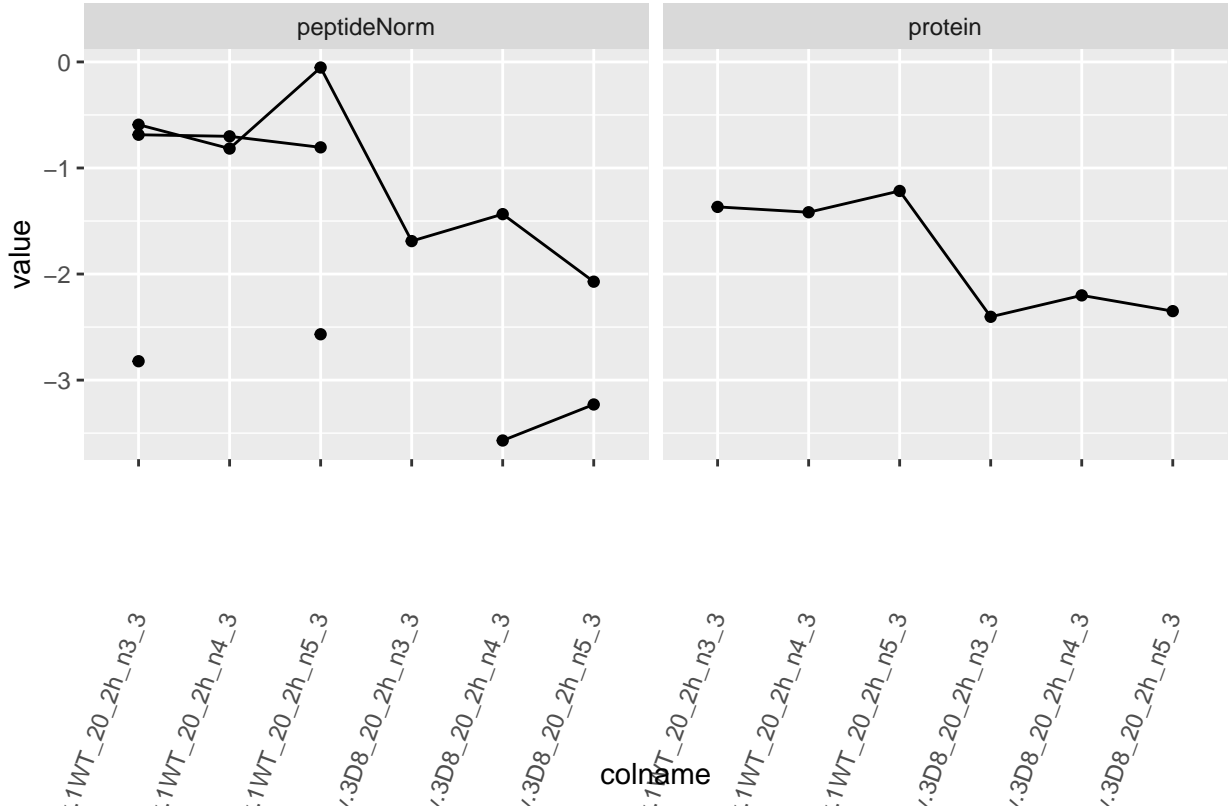 peptideNorm
protein
0
−1
−2
−3
value
1WT_20_2h_n3_3
1WT_20_2h_n4_3
1WT_20_2h_n5_3
.3D8_20_2h_n3_3
.3D8_20_2h_n4_3
.3D8_20_2h_n5_3
1WT_20_2h_n3_3
1WT_20_2h_n4_3
1WT_20_2h_n5_3
.3D8_20_2h_n3_3
.3D8_20_2h_n4_3
.3D8_20_2h_n5_3
colname